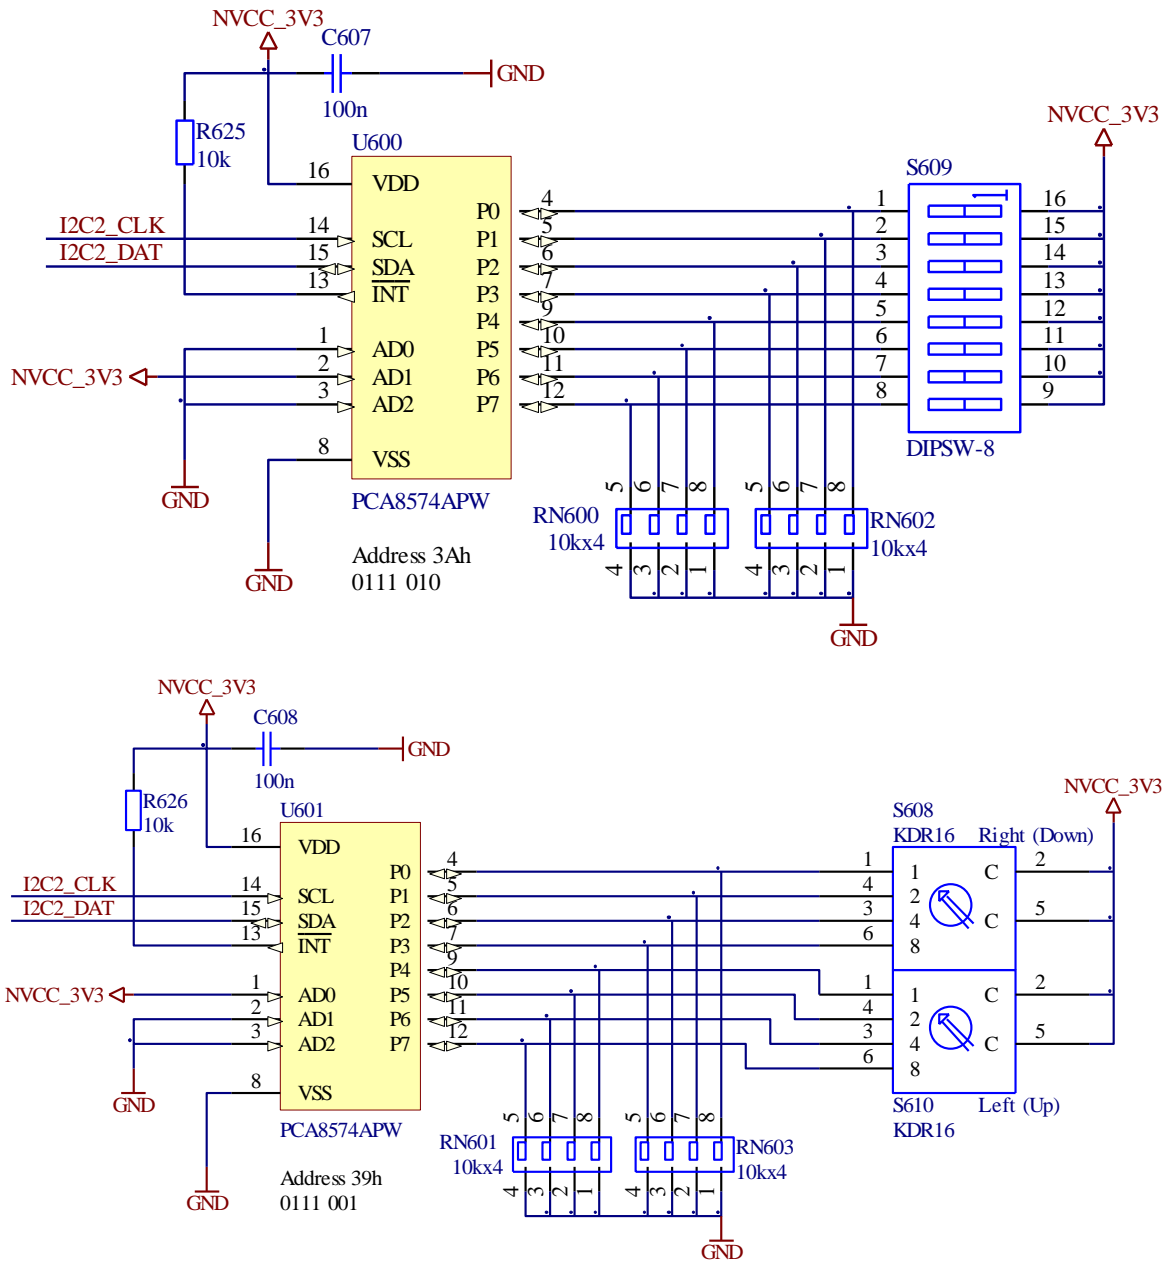 NVCC_3V3
C607
GND
100n
R625
10k
U600
NVCC_3V3
S609
16 VDD
I2C2_CLK 14 SCL
I2C2_DAT 15 SDA
13 INT
1 AD0
NVCC_3V3 2 AD1
3 AD2
8 VSS
P0 4 1 16
P1 5 2 15
P2 6 3 14
P3 7 4 13
P4 9 5 12
P5 10 6 11
P6 11 7 10
P7 12 8 9
1
DIPSW-8
GND
PCA8574APW
5 6 7 8
5 6 7 8
RN600
10kx4
RN602
10kx4
4 3 2 1
4 3 2 1
Address 3Ah
0111 010
GND
GND
NVCC_3V3
C608
GND
100n
R626
10k
U601
NVCC_3V3
S608
KDR16 Right (Down)
16 VDD
I2C2_CLK 14 SCL
I2C2_DAT 15 SDA
13 INT
NVCC_3V3 1 AD0
2 AD1
3 AD2
8 VSS
P0 4 1 1 C 2
P1 5 4 2
P2 6 3 4 C 5
P3 7 6 8
P4 9
P5 10 1 1 C 2
P6 11 4 2
P7 12 3 4 C 5
6 8
S610 Left (Up)
KDR16
GND
PCA8574APW
5 6 7 8
5 6 7 8
RN601
10kx4
RN603
10kx4
4 3 2 1
4 3 2 1
Address 39h
0111 001
GND
GND